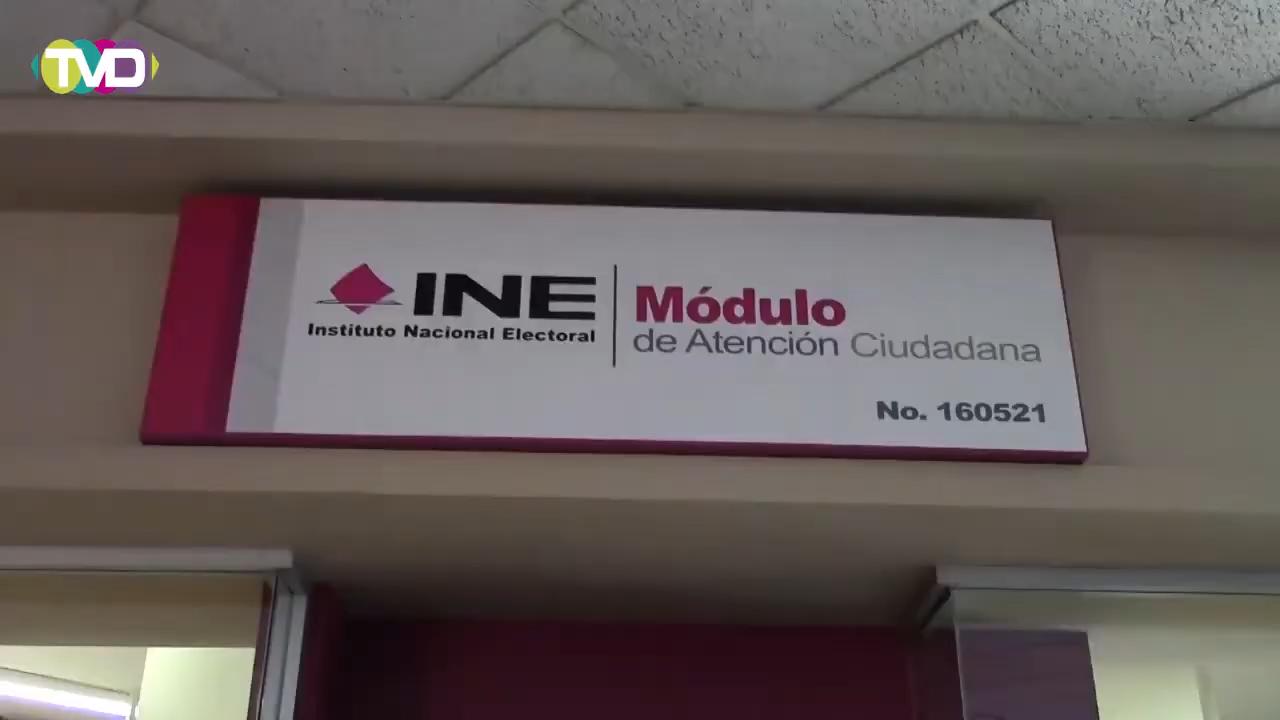 TVD
INE
Instituto Nacional Electoral
Módulo
de Atención Ciudadana
No. 160521